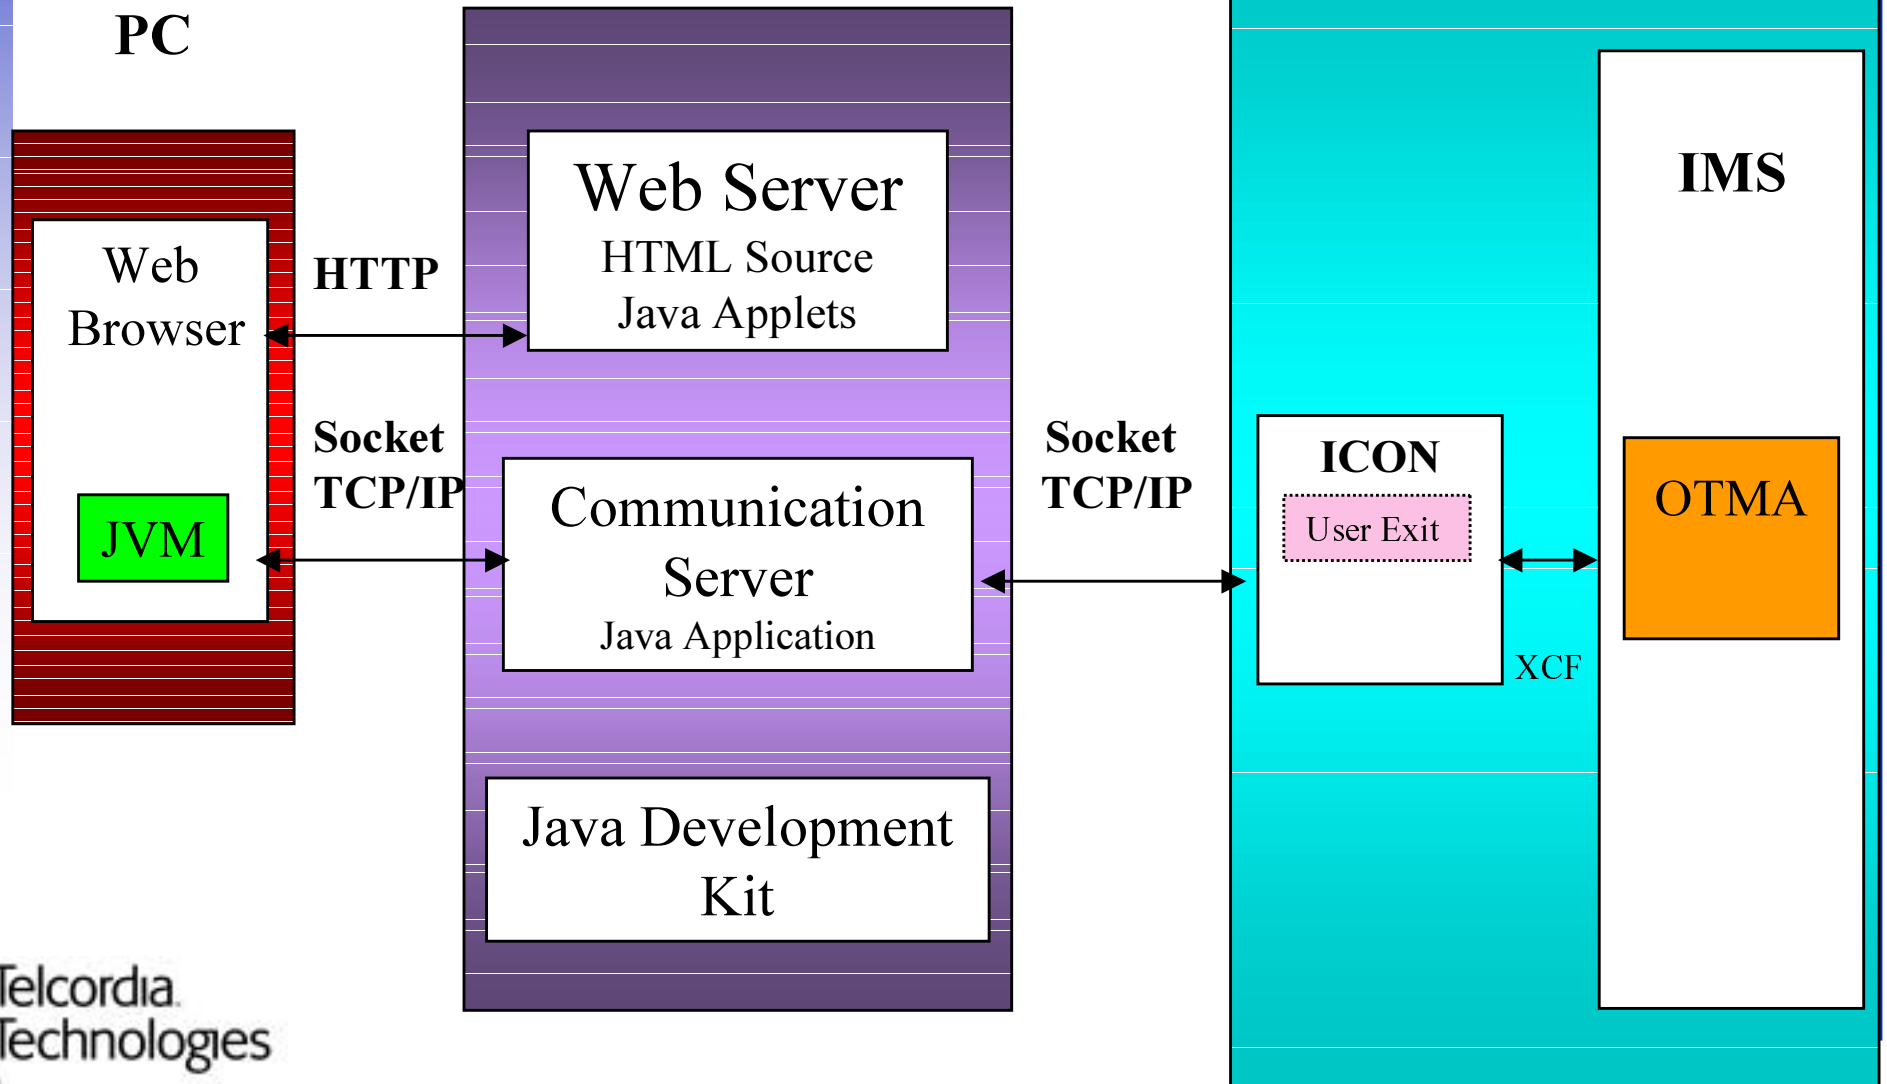 PC
Web
Browser
JVM
HTTP
Socket
TCP/IP
Web Server
HTML Source
Java Applets
Communication
Server
Java Application
Java Development
Kit
Socket
TCP/IP
ICON
User Exit
XCF
IMS
OTMA
Telcordia
Technologies